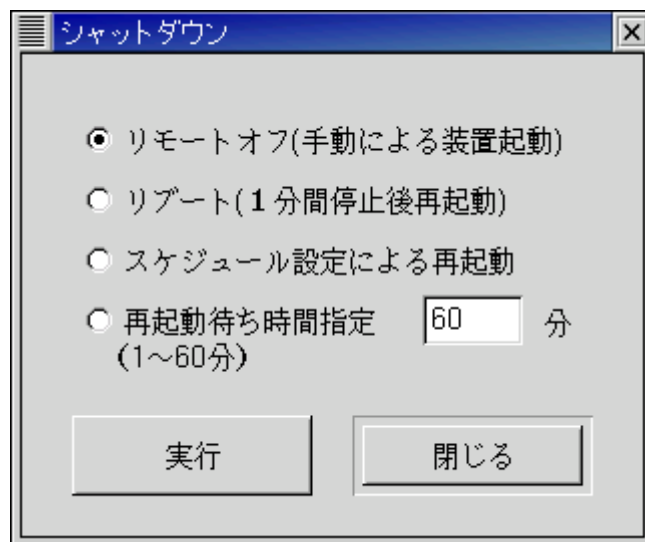 シャットダウン
リモートオフ(手動による装置起動)
リブート(1分間停止後再起動)
スケジュール設定による再起動
再起動待ち時間指定 60 分
(1～60分)
実行 閉じる